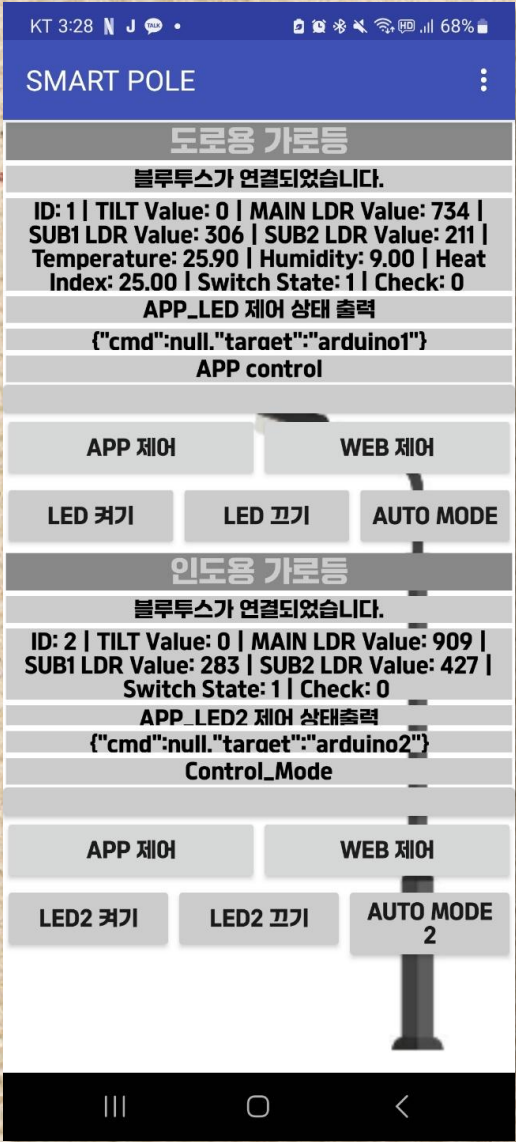 KT 3:28 N J TALK • HD 68%
SMART POLE
도로용 가로등
블루투스가 연결되었습니다.
ID: 1 | TILT Value: 0 | MAIN LDR Value: 734 |
SUB1 LDR Value: 306 | SUB2 LDR Value: 211 |
Temperature: 25.90 | Humidity: 9.00 | Heat
Index: 25.00 | Switch State: 1 | Check: 0
APP_LED 제어 상태 출력
{"cmd":null,"target":"arduino1"}
APP control
APP 제어
WEB 제어
LED 켜기
LED 끄기
AUTO MODE
인도용 가로등
블루투스가 연결되었습니다.
ID: 2 | TILT Value: 0 | MAIN LDR Value: 909 |
SUB1 LDR Value: 283 | SUB2 LDR Value: 427 |
Switch State: 1 | Check: 0
APP_LED2 제어 상태출력
{"cmd":null,"target":"arduino2"}
Control_Mode
APP 제어
WEB 제어
LED2 켜기
LED2 끄기
AUTO MODE
2